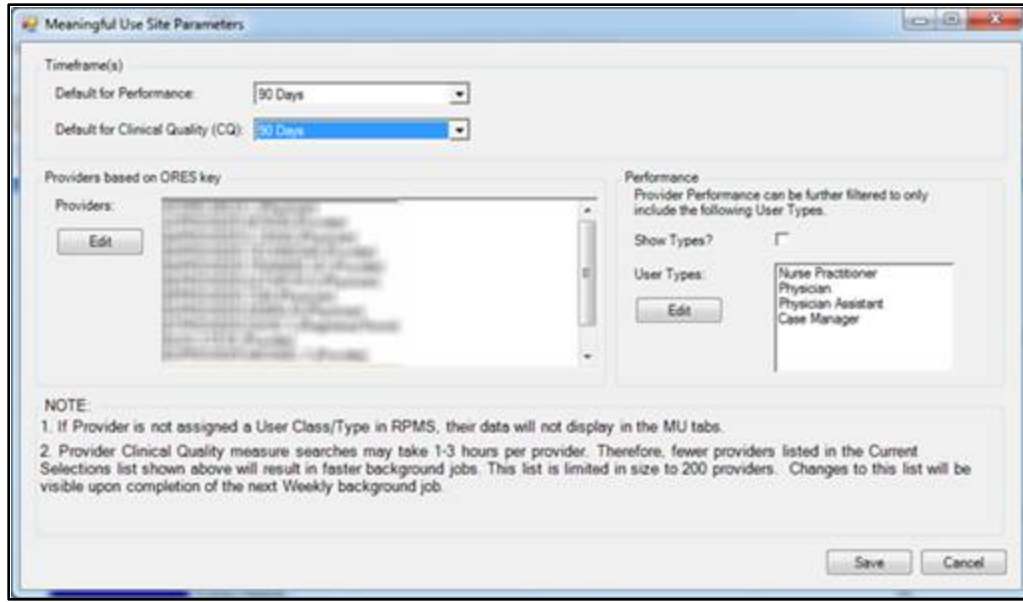 Meaningful Use Site Parameters
Timeframe(s)
Default for Performance: 90 Days
Default for Clinical Quality (CQ): 90 Days
Providers based on ORES key
Providers:
Edit
Performance
Provider Performance can be further filtered to only
include the following User Types.
Show Types?
User Types:
Edit
Nurse Practitioner
Physician
Physician Assistant
Case Manager
NOTE:
1. If Provider is not assigned a User Class/Type in RPMS, their data will not display in the MU tabs.
2. Provider Clinical Quality measure searches may take 1-3 hours per provider. Therefore, fewer providers listed in the Current
Selections list shown above will result in faster background jobs. This list is limited in size to 200 providers. Changes to this list will be
visible upon completion of the next Weekly background job.
Save Cancel